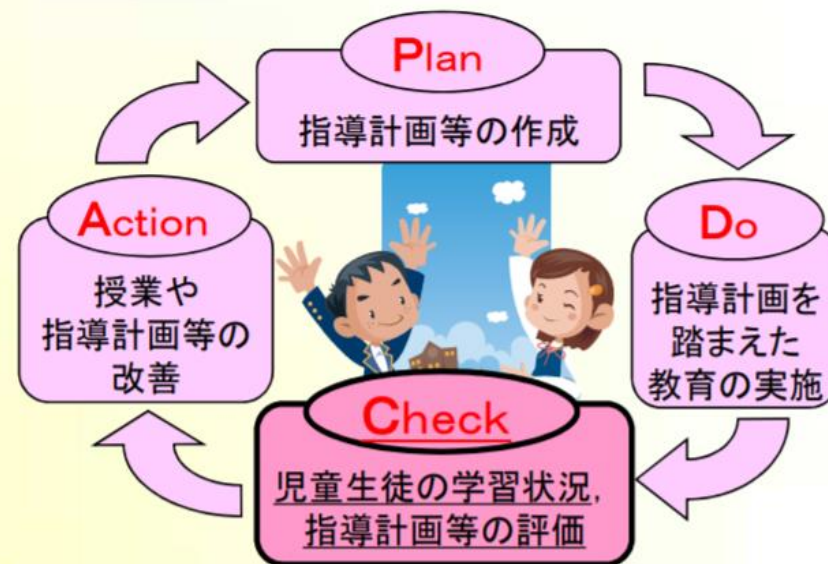 Plan
指導計画等の作成
Do
指導計画を
踏まえた
教育の実施
Check
児童生徒の学習状況,
指導計画等の評価
Action
授業や
指導計画等の
改善